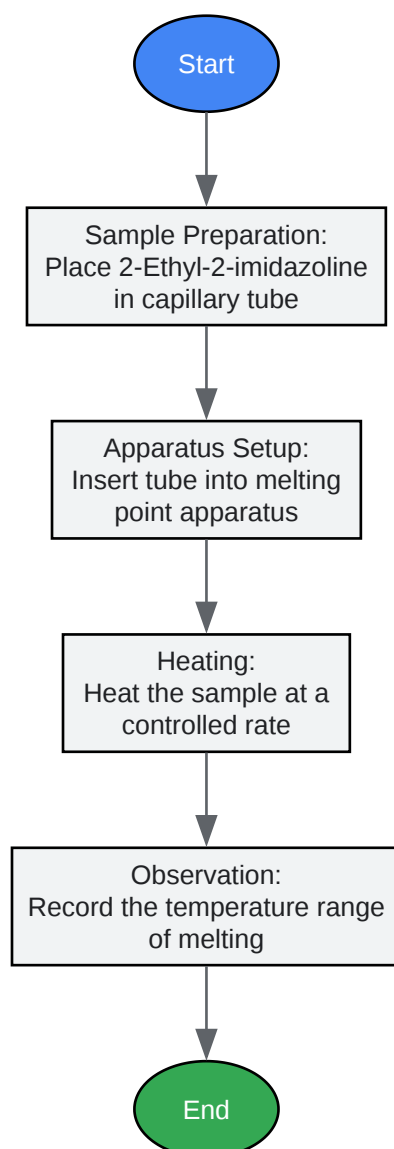 Start
Sample Preparation:
Place 2-Ethyl-2-imidazoline
in capillary tube
Apparatus Setup:
Insert tube into melting
point apparatus
Heating:
Heat the sample at a
controlled rate
Observation:
Record the temperature range
of melting
End